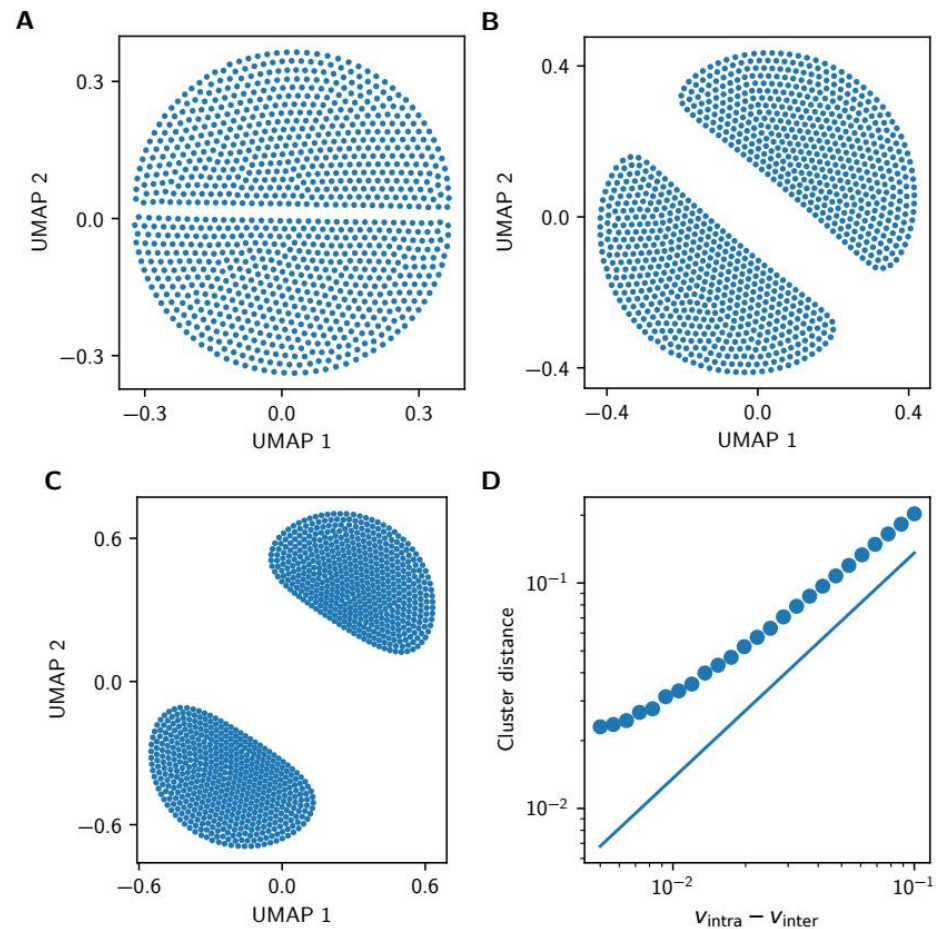 A
0.3
0.0
−0.3
UMAP 2
−0.3 0.0 0.3
UMAP 1
B
0.4
0.0
−0.4
UMAP 2
−0.4 0.0 0.4
UMAP 1
C
0.6
0.0
−0.6
UMAP 2
−0.6 0.0 0.6
UMAP 1
D
10⁻¹
10⁻²
Cluster distance
10⁻² 10⁻¹
v_intra − v_inter